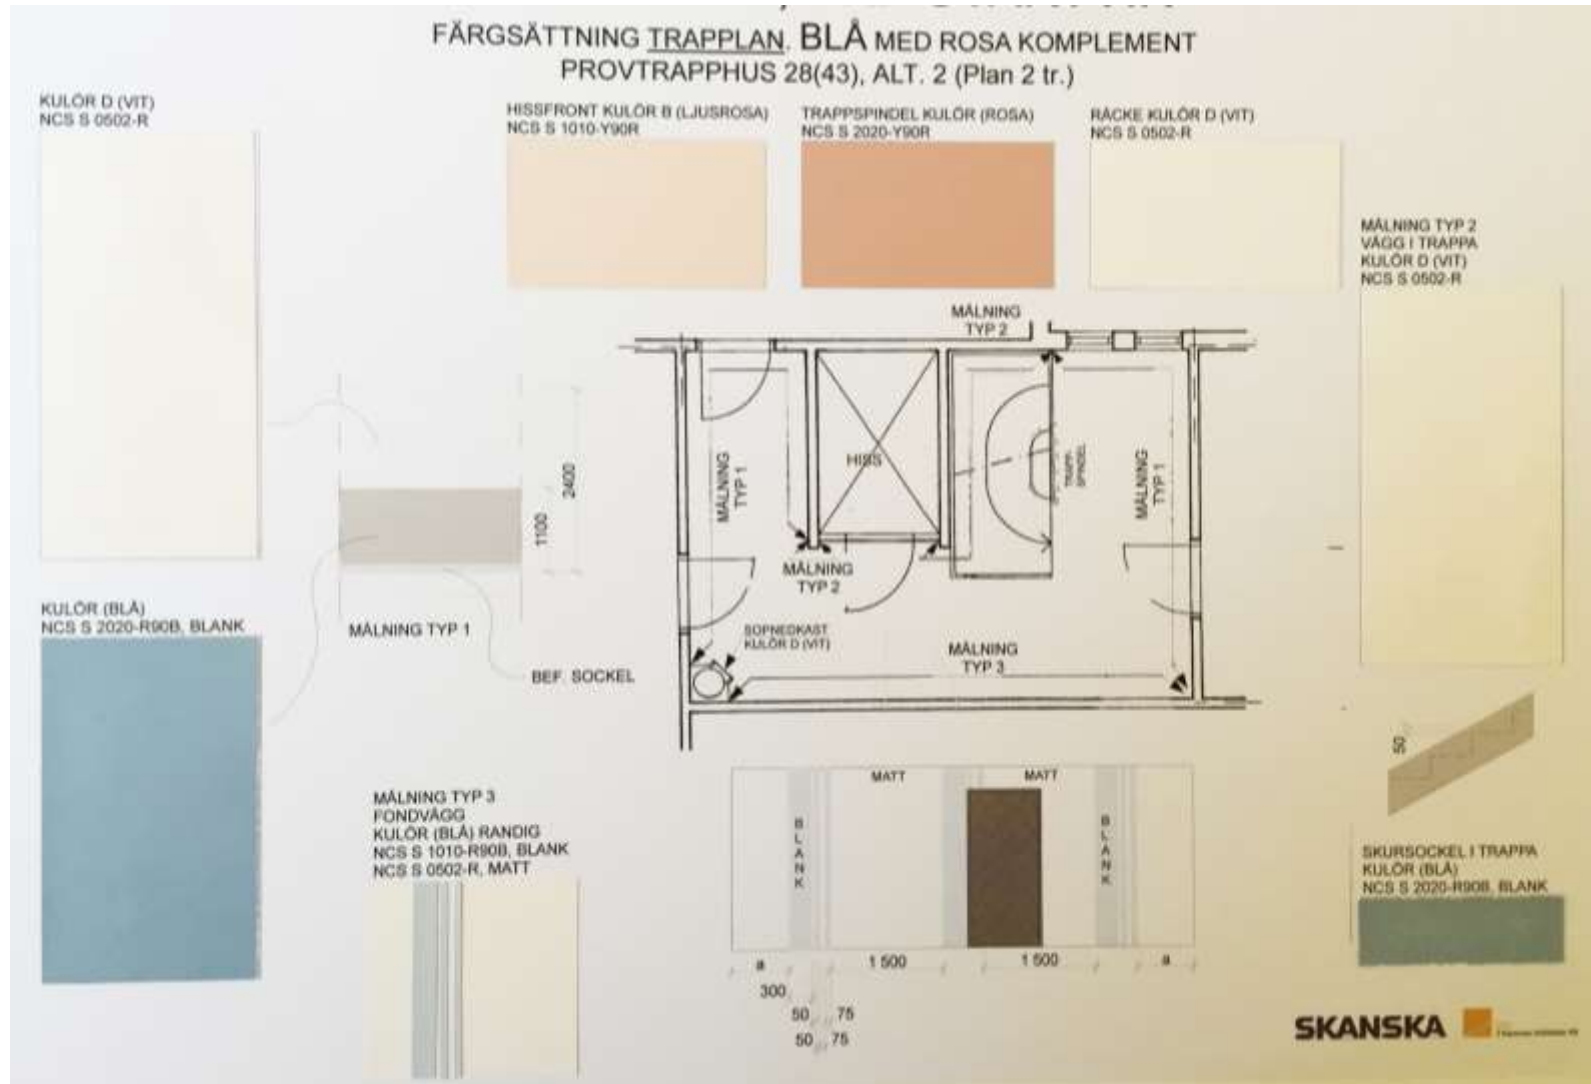 FÄRGSÄTTNING TRAPPLAN. BLÅ MED ROSA KOMPLEMENT
PROVTRAPPHUS 28(43), ALT. 2 (Plan 2 tr.)
KULÖR D (VIT)
NCS S 0502-R
HISSFRONT KULÖR B (LJUSROSA)
NCS S 1010-Y90R
TRAPPSPINDEL KULÖR (ROSA)
NCS S 2020-Y90R
RÄCKE KULÖR D (VIT)
NCS S 0502-R
MÅLNING TYP 2
VÄGG I TRAPPA
KULÖR D (VIT)
NCS S 0502-R
MÅLNING
TYP 2
HISS
TRAPP-
SPINDEL
MÅLNING
TYP 1
MÅLNING
TYP 1
2400
1100
MÅLNING
TYP 2
KULÖR (BLÅ)
NCS S 2020-R90B, BLANK
MÅLNING TYP 1
BEF. SOCKEL
SOPNEDKAST
KULÖR D (VIT)
MÅLNING
TYP 3
50
MATT
MATT
BLANK
BLANK
MÅLNING TYP 3
FONDVÄGG
KULÖR (BLÅ) RANDIG
NCS S 1010-R90B, BLANK
NCS S 0502-R, MATT
SKURSOCKEL I TRAPPA
KULÖR (BLÅ)
NCS S 2020-R90B, BLANK
a
1 500
1 500
a
300
50
75
50
75
SKANSKA